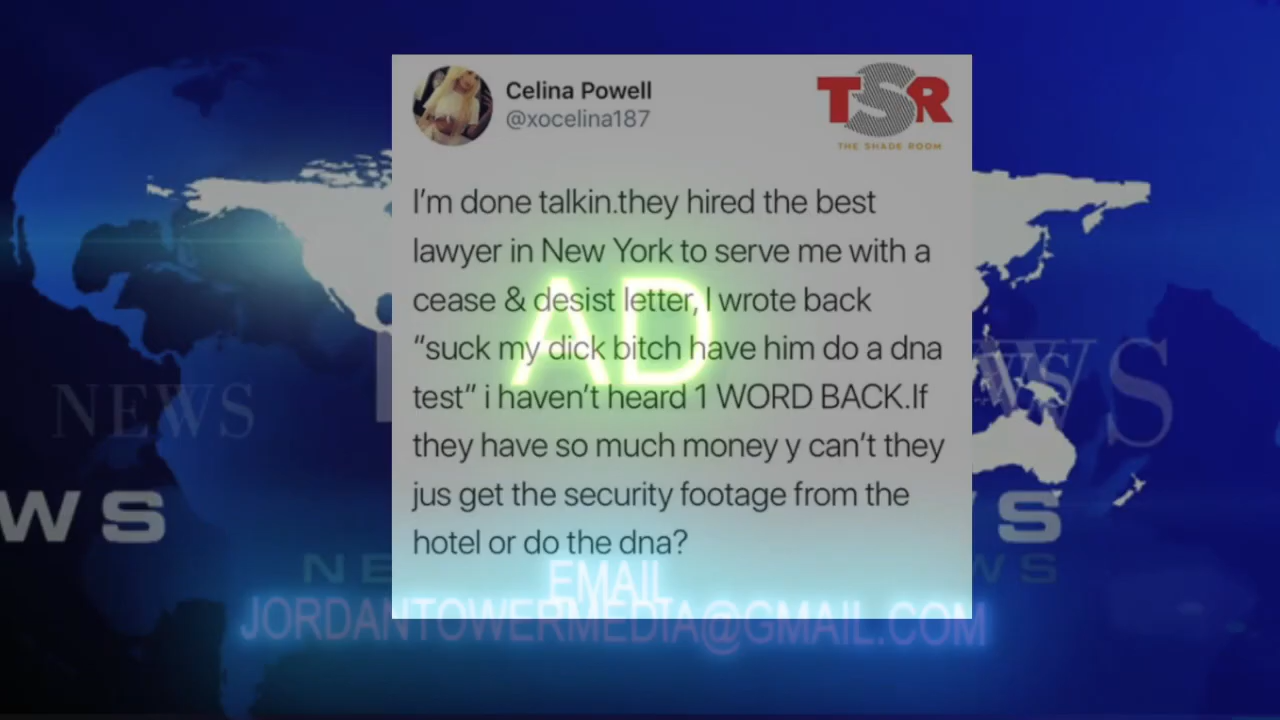 Celina Powell
@xocelina187
TSR
THE SHADE ROOM
I’m done talkin.they hired the best
lawyer in New York to serve me with a
cease & desist letter, I wrote back
“suck my dick bitch have him do a dna
test” i haven’t heard 1 WORD BACK.If
they have so much money y can’t they
jus get the security footage from the
hotel or do the dna?
AD
EMAIL
JORDANTOWERMEDIA@GMAIL.COM
NEWS
WS
NE
WS
S
WS